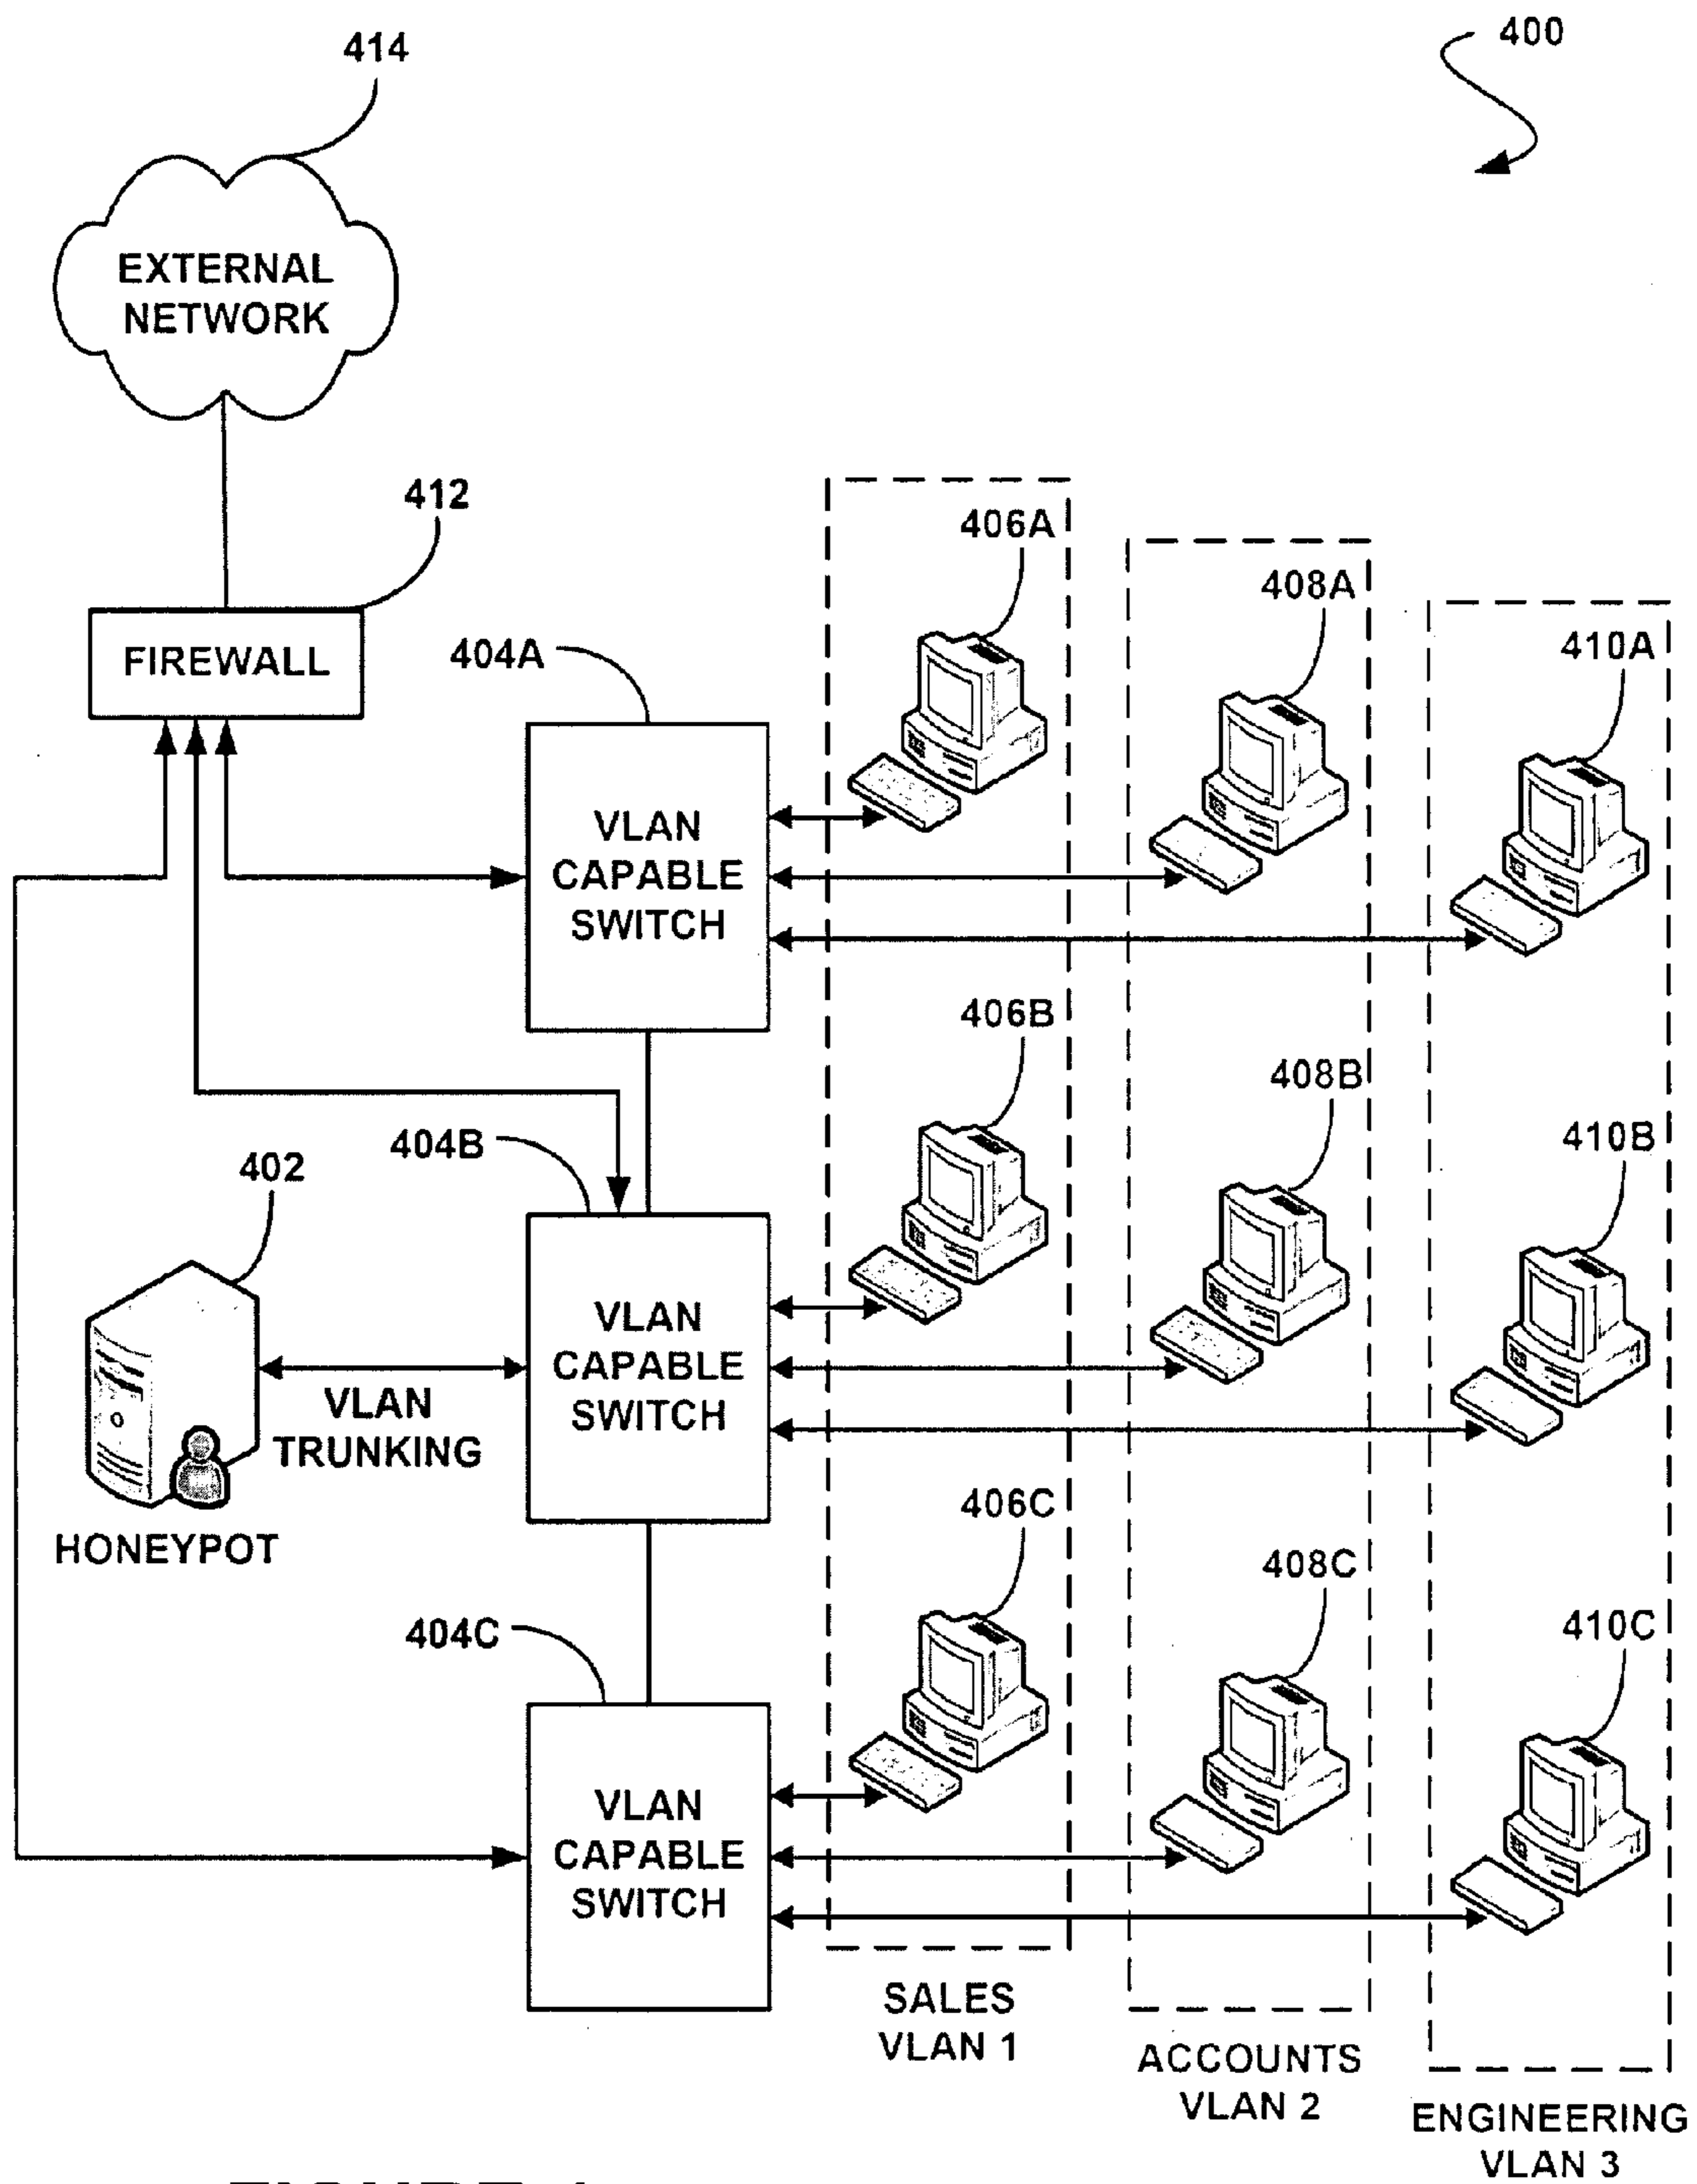 400
414
EXTERNAL
NETWORK
412
FIREWALL
404A
VLAN
CAPABLE
SWITCH
406A
408A
410A
404B
402
VLAN
CAPABLE
SWITCH
406B
408B
410B
VLAN
TRUNKING
HONEYPOT
404C
VLAN
CAPABLE
SWITCH
406C
408C
410C
SALES
VLAN 1
ACCOUNTS
VLAN 2
ENGINEERING
VLAN 3